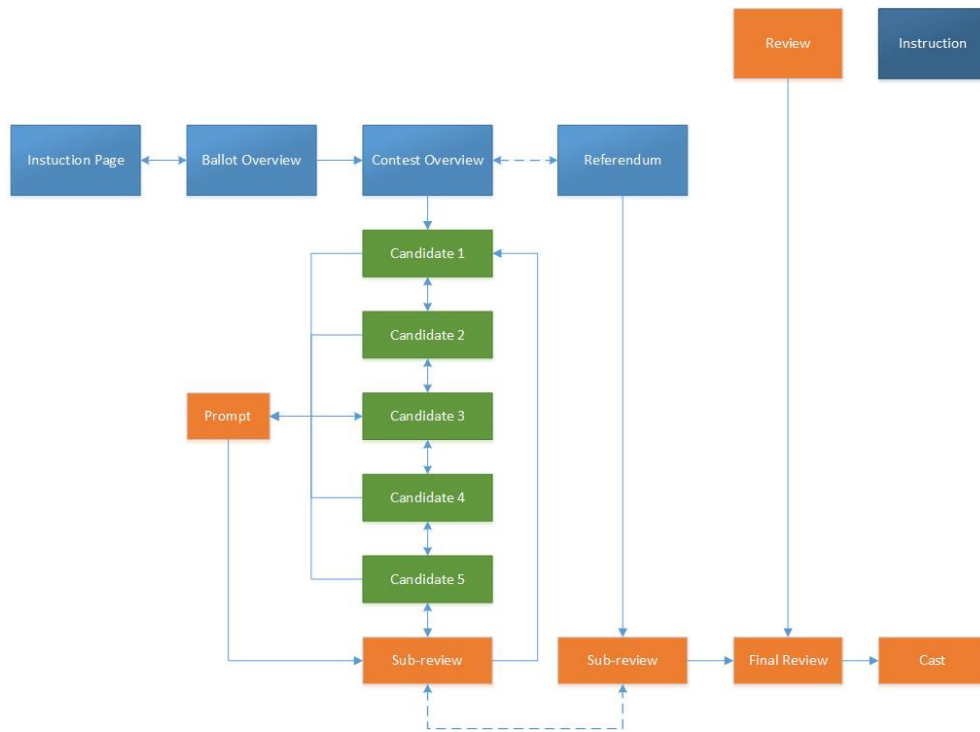 Review
Instruction
Instuction Page
Ballot Overview
Contest Overview
Referendum
Candidate 1
Candidate 2
Prompt
Candidate 3
Candidate 4
Candidate 5
Sub-review
Sub-review
Final Review
Cast